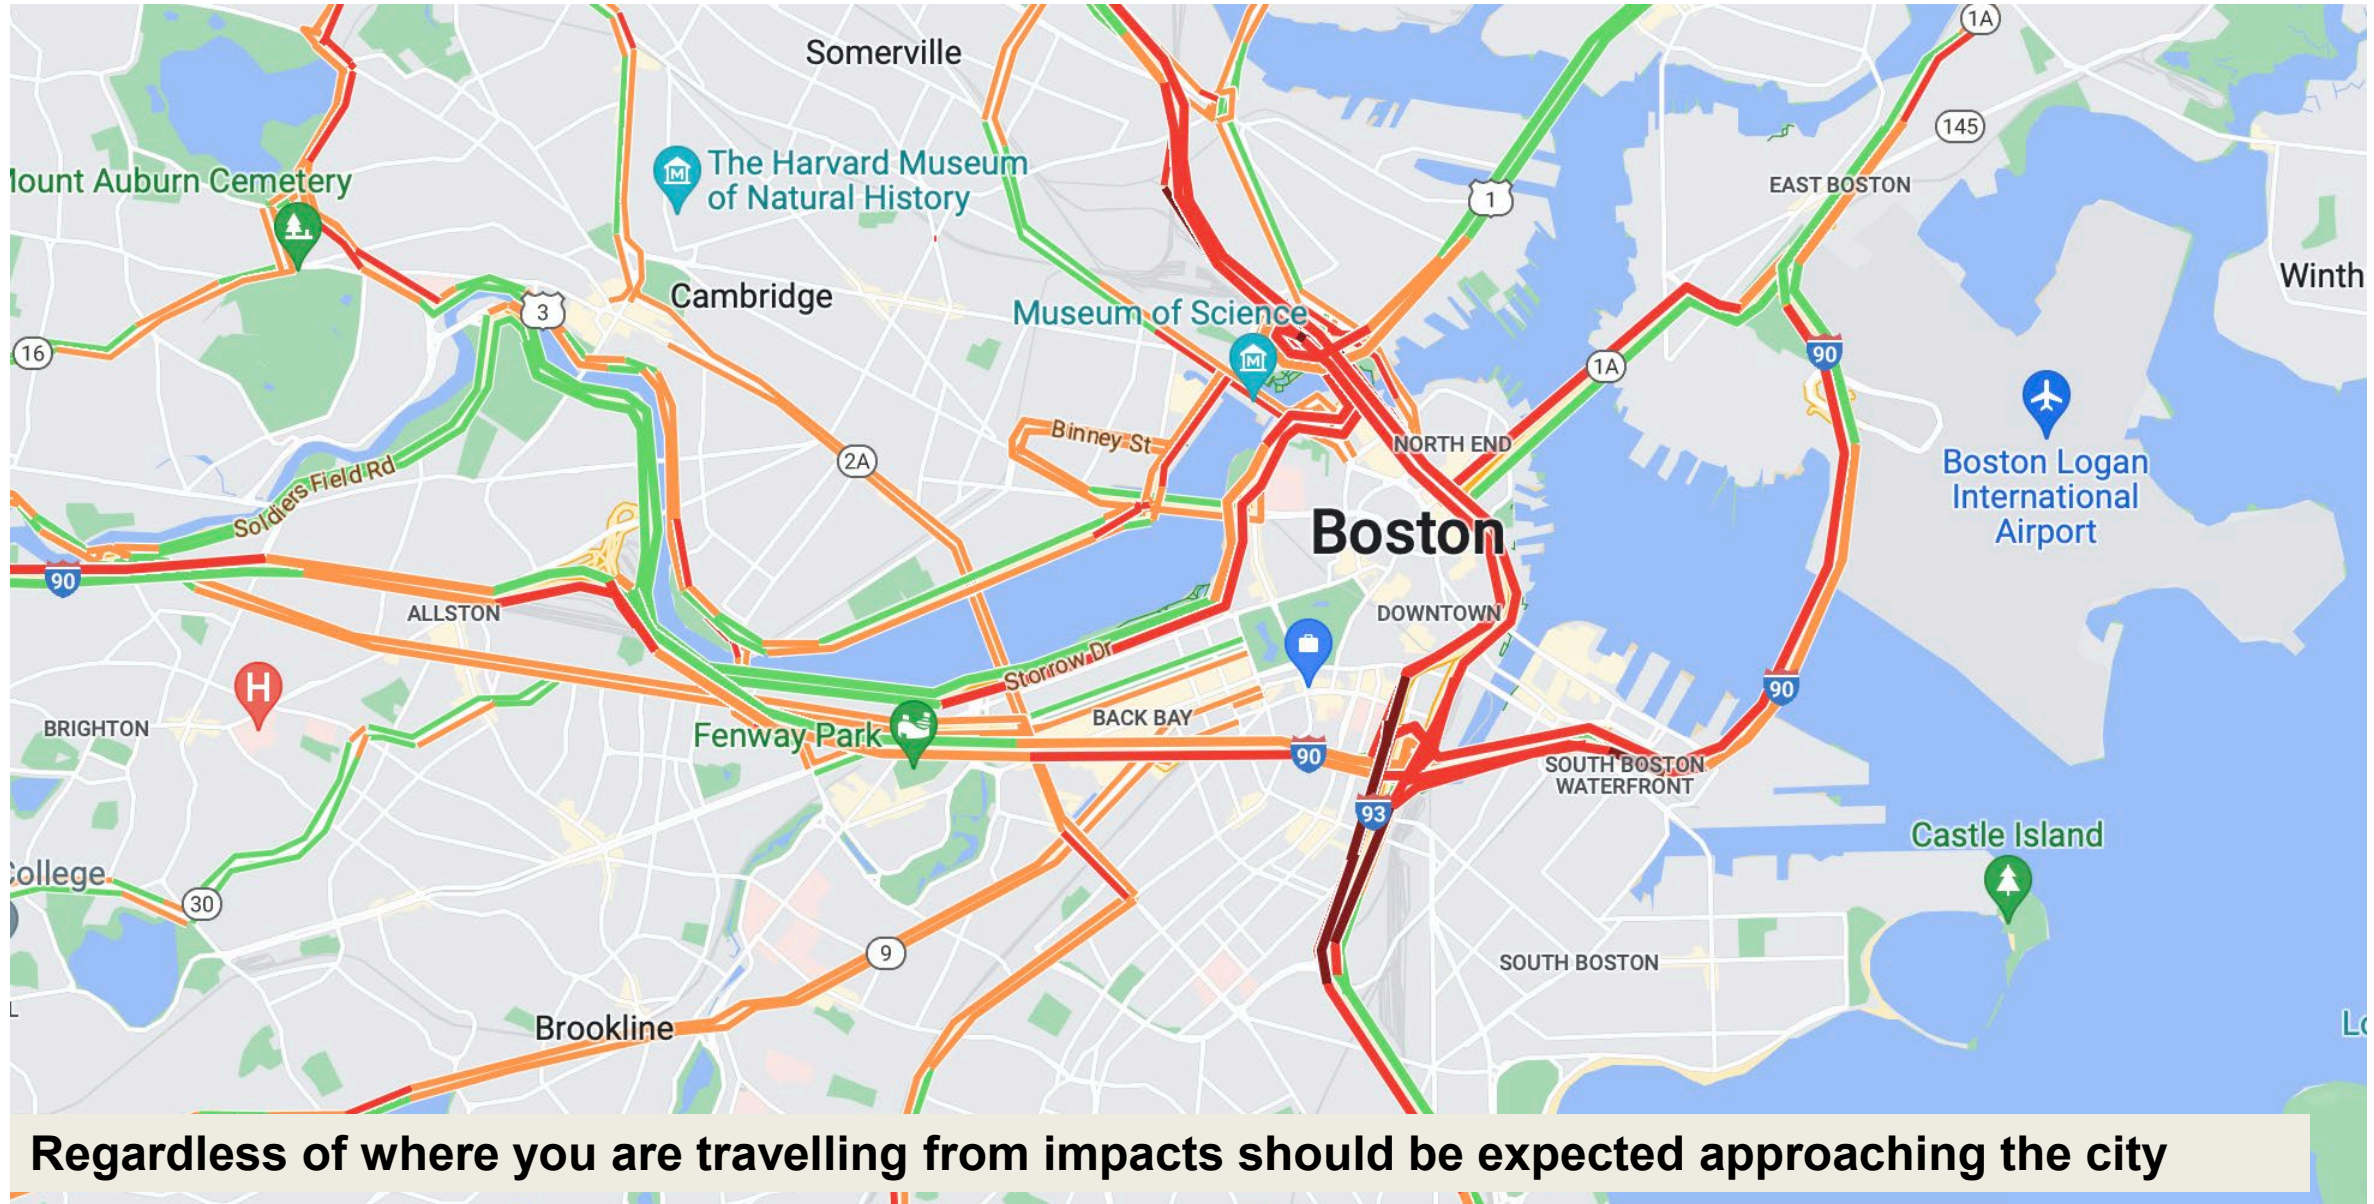 1A
Somerville
145
The Harvard Museum
of Natural History
Mount Auburn Cemetery
EAST BOSTON
1
Winth
Cambridge
3
Museum of Science
16
90
1A
Binney St
NORTH END
2A
Boston Logan
International
Airport
Soldiers Field Rd
Boston
90
ALLSTON
DOWNTOWN
Storrow Dr
H
90
BRIGHTON
BACK BAY
Fenway Park
90
SOUTH BOSTON
WATERFRONT
93
Castle Island
College
30
9
SOUTH BOSTON
Brookline
Lo
Regardless of where you are travelling from impacts should be expected approaching the city